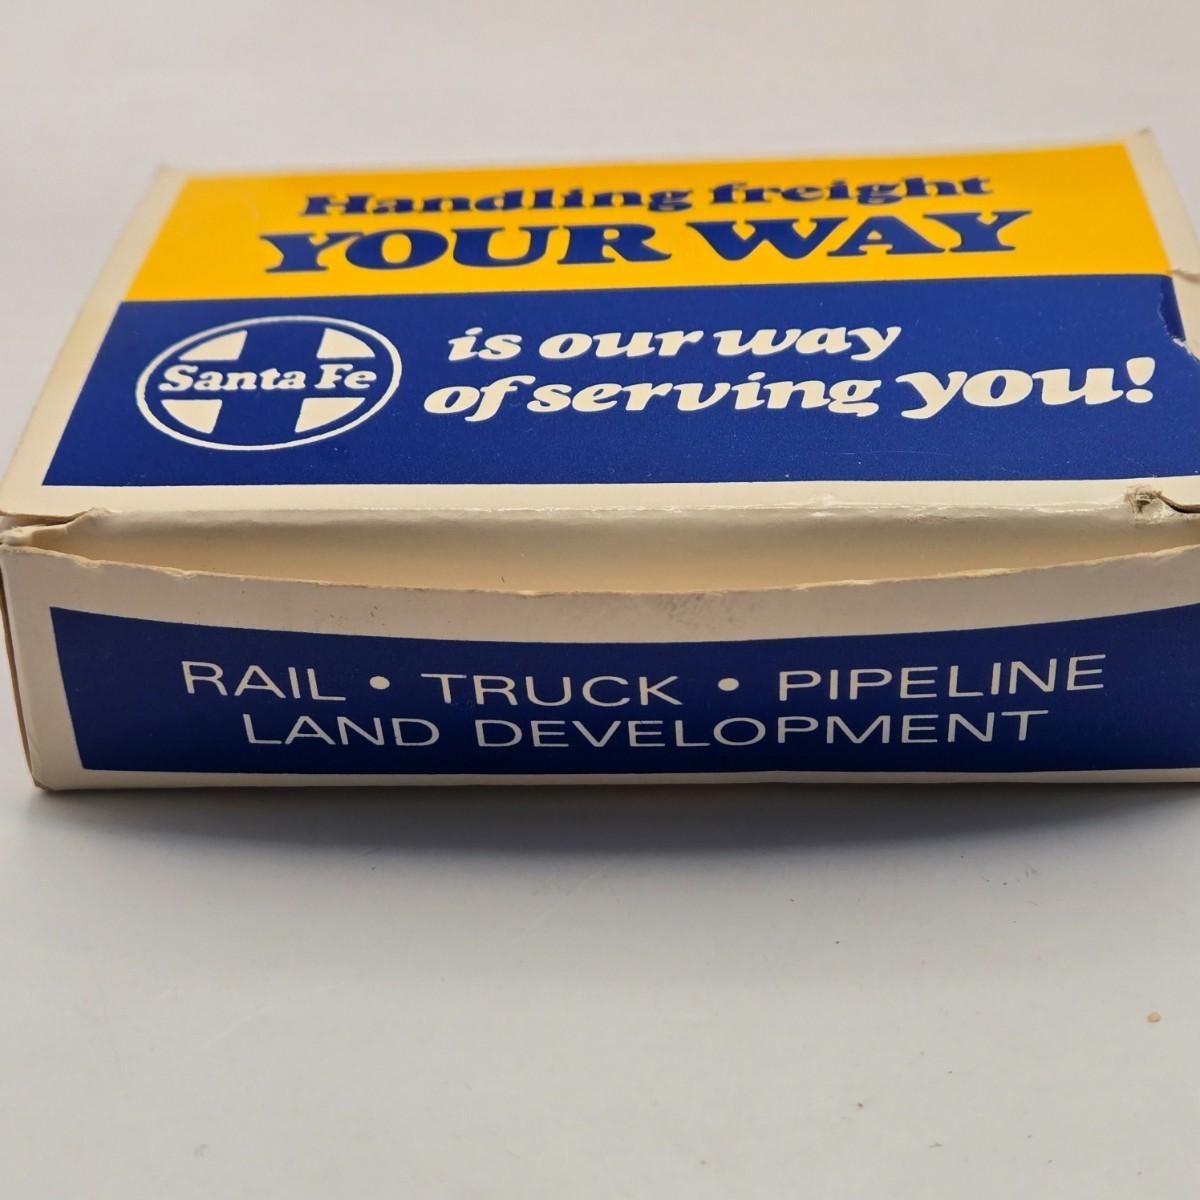 Handling freight
YOUR WAY
Santa Fe
is our way
of serving you!
RAIL • TRUCK • PIPELINE
LAND DEVELOPMENT